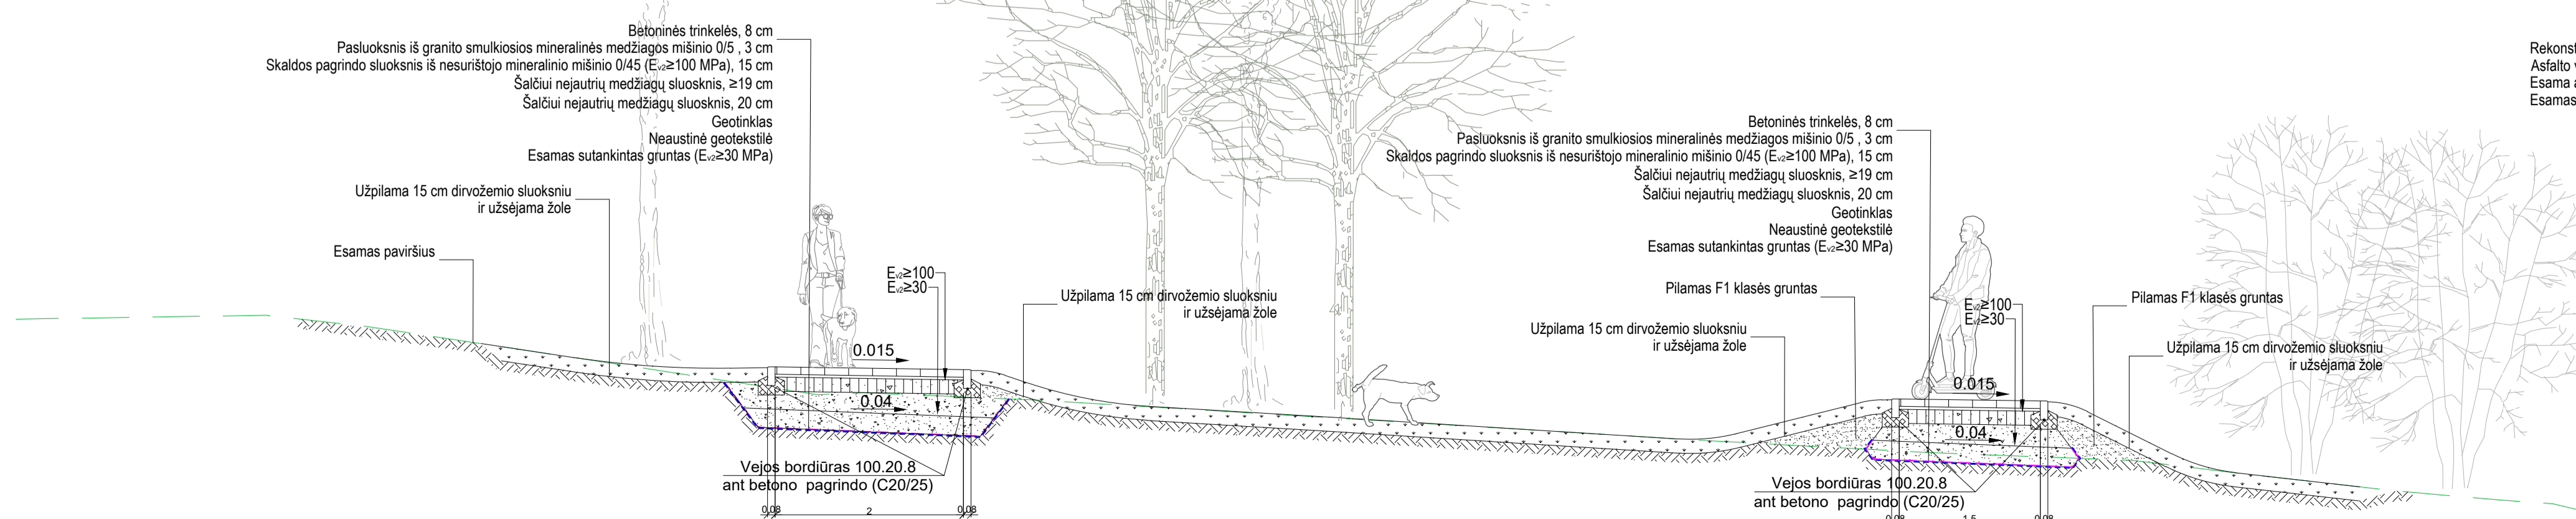 Betoninės trinkelės, 8 cm
Pasluoksnis iš granito smulkiosios mineralinės medžiagos mišinio 0/5 , 3 cm
Skaldos pagrindo sluoksnis iš nesurištojo mineralinio mišinio 0/45 (Ev2≥100 MPa), 15 cm
Šalčiui nejautrių medžiagų sluosknis, ≥19 cm
Šalčiui nejautrių medžiagų sluosknis, 20 cm
Geotinklas
Neaustinė geotekstilė
Esamas sutankintas gruntas (Ev2≥30 MPa)
Užpilama 15 cm dirvožemio sluoksniu
ir užsėjama žole
Esamas paviršius
Ev2≥100
Ev2≥30
0.015
0.04
Užpilama 15 cm dirvožemio sluoksniu
ir užsėjama žole
Vejos bordiūras 100.20.8
ant betono pagrindo (C20/25)
0.08
2
0.08
Betoninės trinkelės, 8 cm
Pasluoksnis iš granito smulkiosios mineralinės medžiagos mišinio 0/5 , 3 cm
Skaldos pagrindo sluoksnis iš nesurištojo mineralinio mišinio 0/45 (Ev2≥100 MPa), 15 cm
Šalčiui nejautrių medžiagų sluosknis, ≥19 cm
Šalčiui nejautrių medžiagų sluosknis, 20 cm
Geotinklas
Neaustinė geotekstilė
Esamas sutankintas gruntas (Ev2≥30 MPa)
Pilamas F1 klasės gruntas
Užpilama 15 cm dirvožemio sluoksniu
ir užsėjama žole
Ev2≥100
Ev2≥30
0.015
0.04
Pilamas F1 klasės gruntas
Užpilama 15 cm dirvožemio sluoksniu
ir užsėjama žole
Vejos bordiūras 100.20.8
ant betono pagrindo (C20/25)
0.08
1.5
0.08
Asfalto
Esama
Esamas